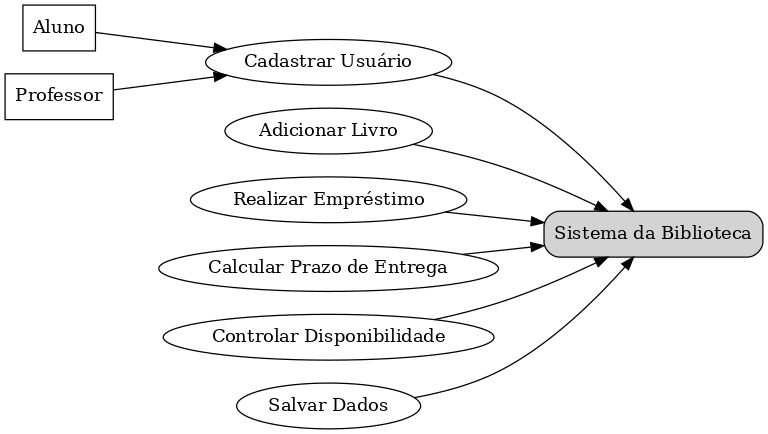 Aluno
Professor
Cadastrar Usuário
Adicionar Livro
Realizar Empréstimo
Calcular Prazo de Entrega
Controlar Disponibilidade
Salvar Dados
Sistema da Biblioteca